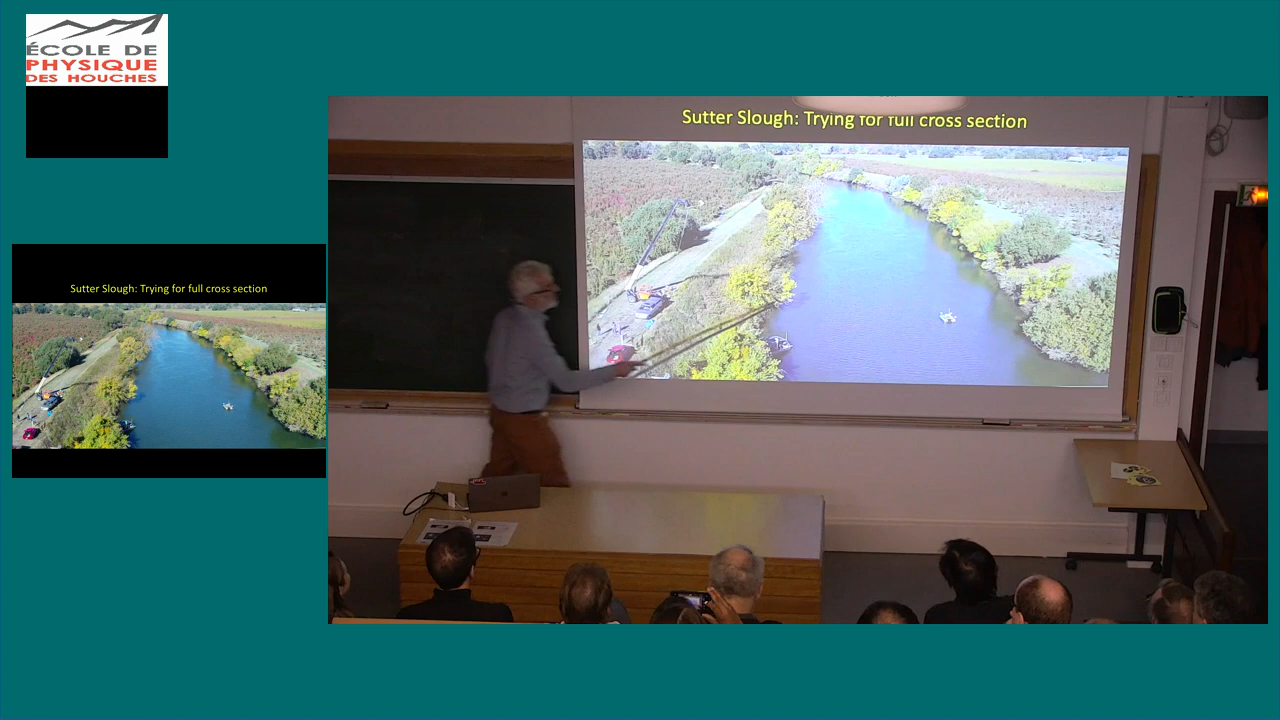 ÉCOLE DE
PHYSIQUE
DES HOUCHES
Sutter Slough: Trying for full cross section
Sutter Slough: Trying for full cross section